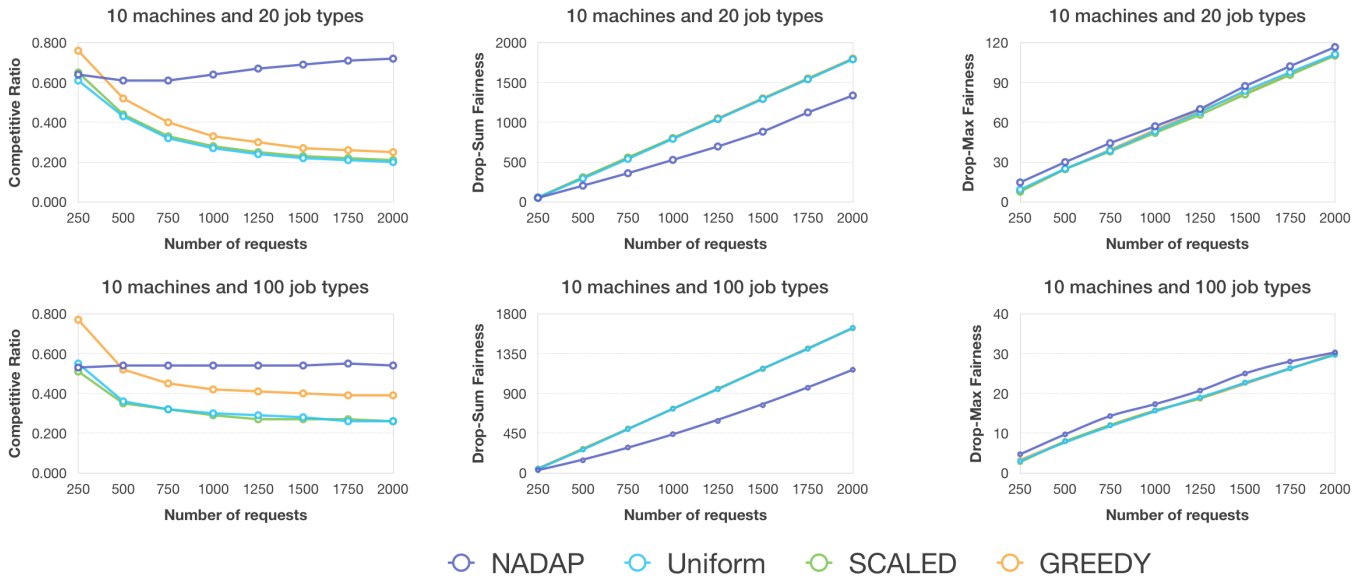 10 machines and 20 job types
Competitive Ratio
0.800
0.600
0.400
0.200
0.000
250 500 750 1000 1250 1500 1750 2000
Number of requests
10 machines and 20 job types
Drop-Sum Fairness
2000
1500
1000
500
0
250 500 750 1000 1250 1500 1750 2000
Number of requests
10 machines and 20 job types
Drop-Max Fairness
120
90
60
30
0
250 500 750 1000 1250 1500 1750 2000
Number of requests
10 machines and 100 job types
Competitive Ratio
0.800
0.600
0.400
0.200
0.000
250 500 750 1000 1250 1500 1750 2000
Number of requests
10 machines and 100 job types
Drop-Sum Fairness
1800
1350
900
450
0
250 500 750 1000 1250 1500 1750 2000
Number of requests
10 machines and 100 job types
Drop-Max Fairness
40
30
20
10
0
250 500 750 1000 1250 1500 1750 2000
Number of requests
NADAP Uniform SCALED GREEDY